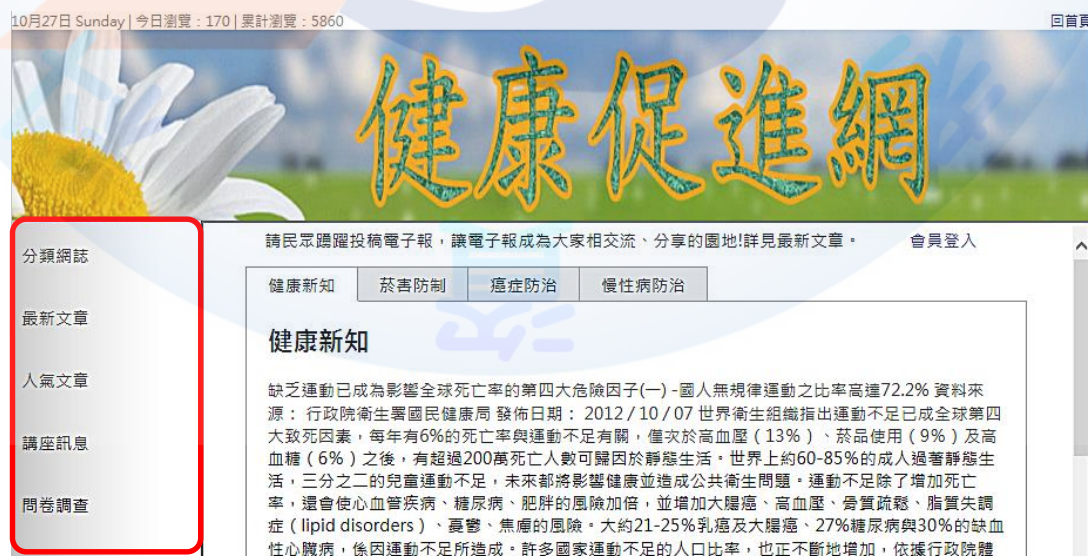 10月27日 Sunday | 今日瀏覽：170 | 累計瀏覽：5860
回首頁
健康促進網
請民眾踴躍投稿電子報，讓電子報成為大家相交流、分享的園地!詳見最新文章。
會員登入
分類網誌
最新文章
人氣文章
講座訊息
問卷調查
健康新知 菸害防制 癌症防治 慢性病防治
健康新知
缺乏運動已成為影響全球死亡率的第四大危險因子(一) -國人無規律運動之比率高達72.2% 資料來
源： 行政院衛生署國民健康局 發佈日期： 2012 / 10 / 07 世界衛生組織指出運動不足已成全球第四
大致死因素，每年有6%的死亡率與運動不足有關，僅次於高血壓（13%）、菸品使用（9%）及高
血糖（6%）之後，有超過200萬死亡人數可歸因於靜態生活。世界上約60-85%的成人過著靜態生
活，三分之二的兒童運動不足，未來都將影響健康並造成公共衛生問題。運動不足除了增加死亡
率，還會使心血管疾病、糖尿病、肥胖的風險加倍，並增加大腸癌、高血壓、骨質疏鬆、脂質失調
症（lipid disorders）、憂鬱、焦慮的風險。大約21-25%乳癌及大腸癌、27%糖尿病與30%的缺血
性心臟病，係因運動不足所造成。許多國家運動不足的人口比率，也正不斷地增加，依據行政院體